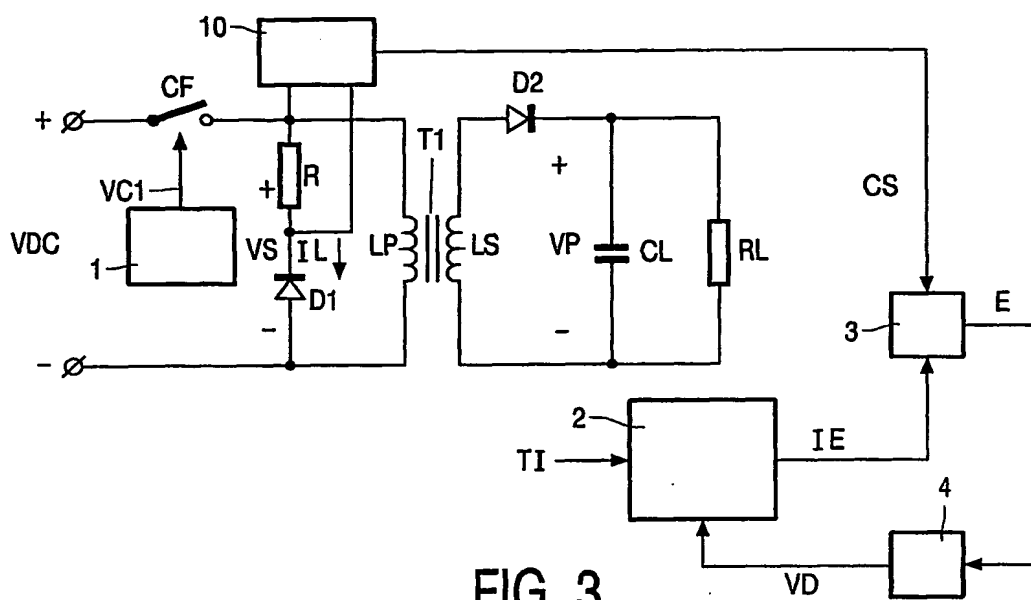 10
CF
D2
+
T1
VC1
+
R
+
CS
VDC
VS
IL
LP
LS
VP
CL
RL
1
D1
E
-
-
3
-
2
IE
TI
4
VD
FIG. 3